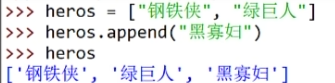 >>> heros = ["钢铁侠", "绿巨人"]
>>> heros.append("黑寡妇")
>>> heros
['钢铁侠', '绿巨人', '黑寡妇']